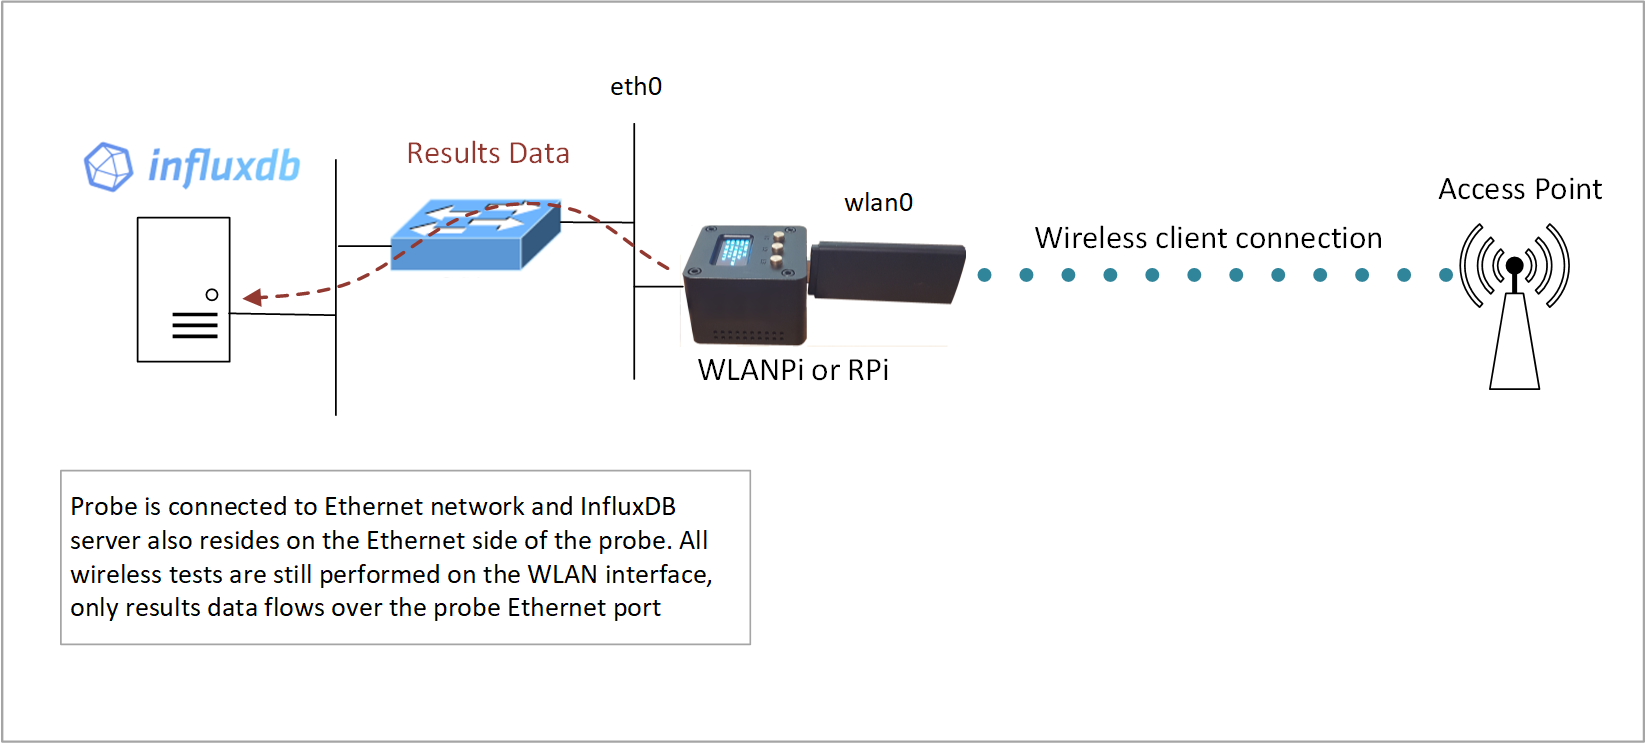 eth0
influxdb
Results Data
wlan0
Access Point
Wireless client connection
WLANPi or RPi
Probe is connected to Ethernet network and InfluxDB
server also resides on the Ethernet side of the probe. All
wireless tests are still performed on the WLAN interface,
only results data flows over the probe Ethernet port